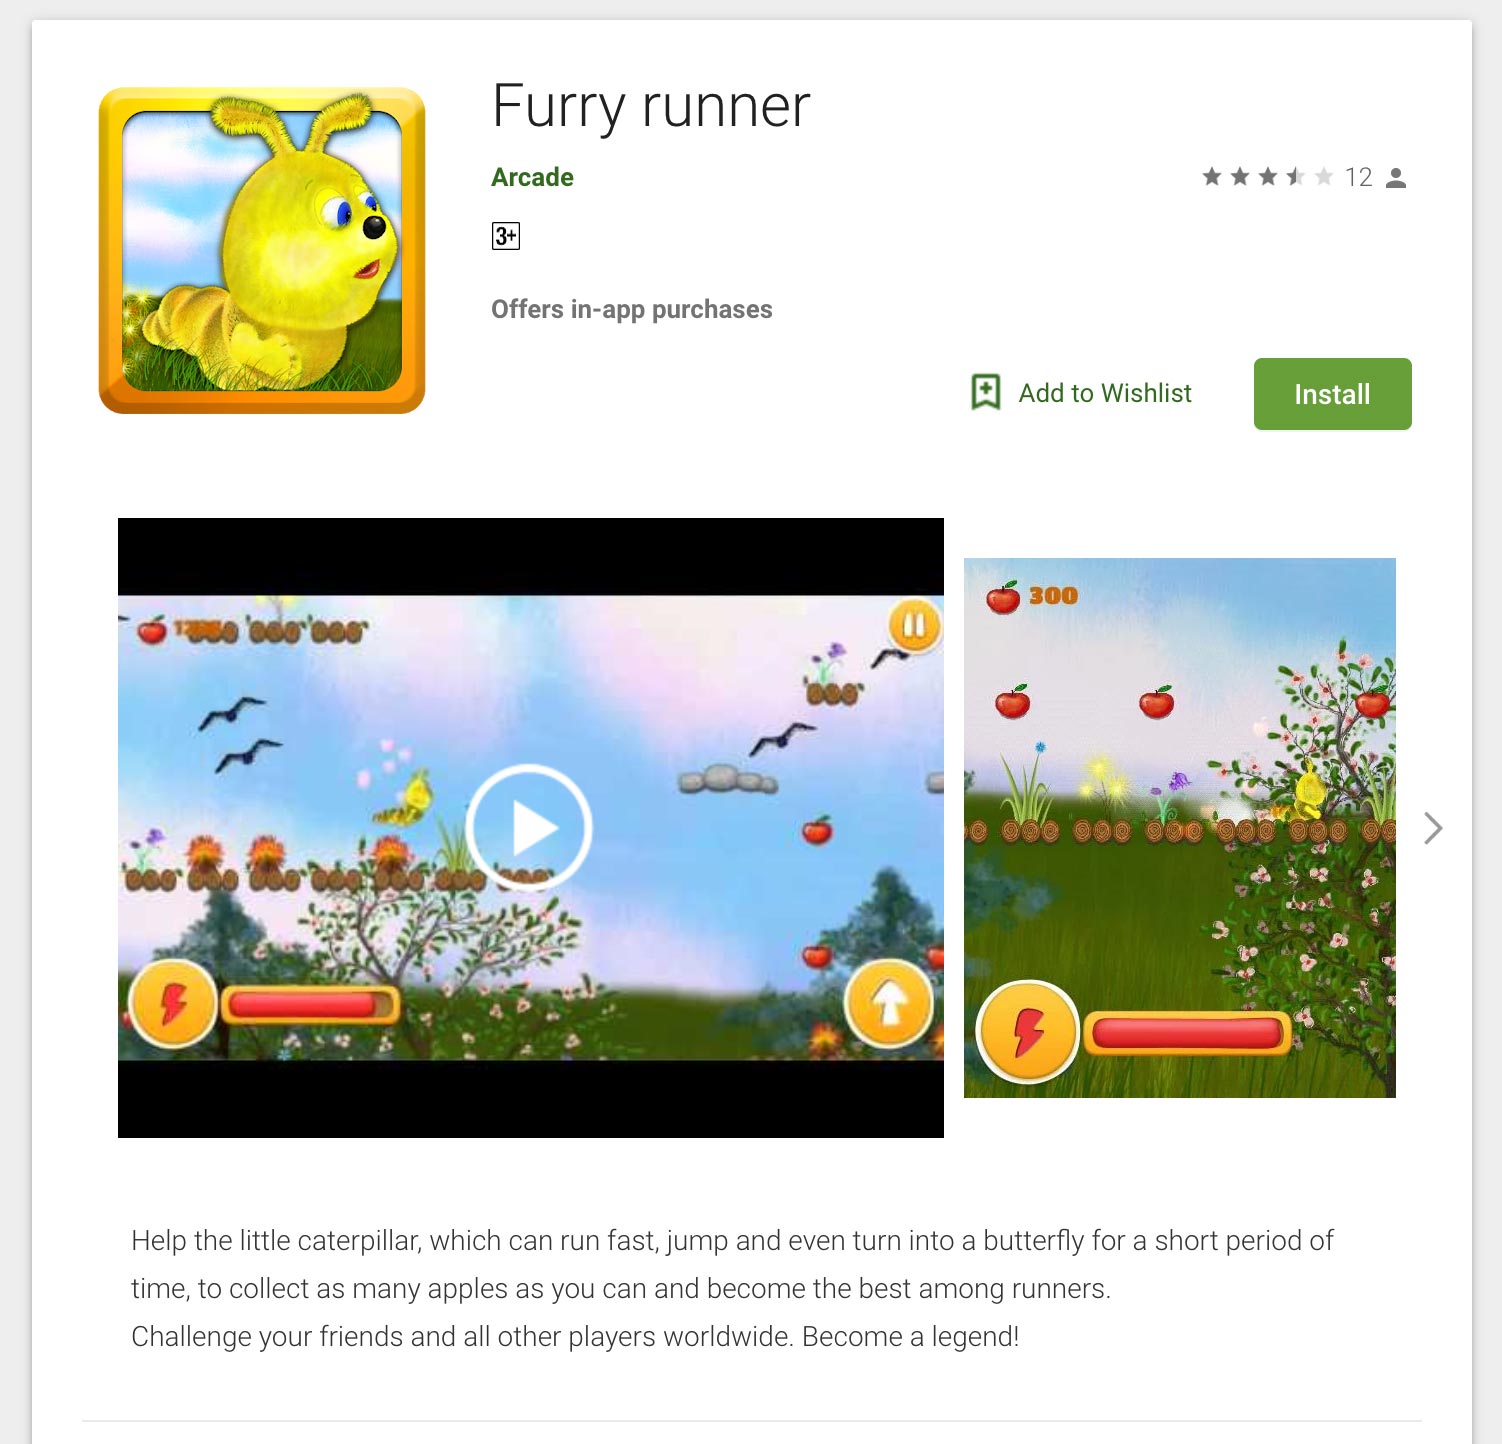 Furry runner
Arcade
12
3+
Offers in-app purchases
Add to Wishlist
Install
300
Help the little caterpillar, which can run fast, jump and even turn into a butterfly for a short period of
time, to collect as many apples as you can and become the best among runners.
Challenge your friends and all other players worldwide. Become a legend!